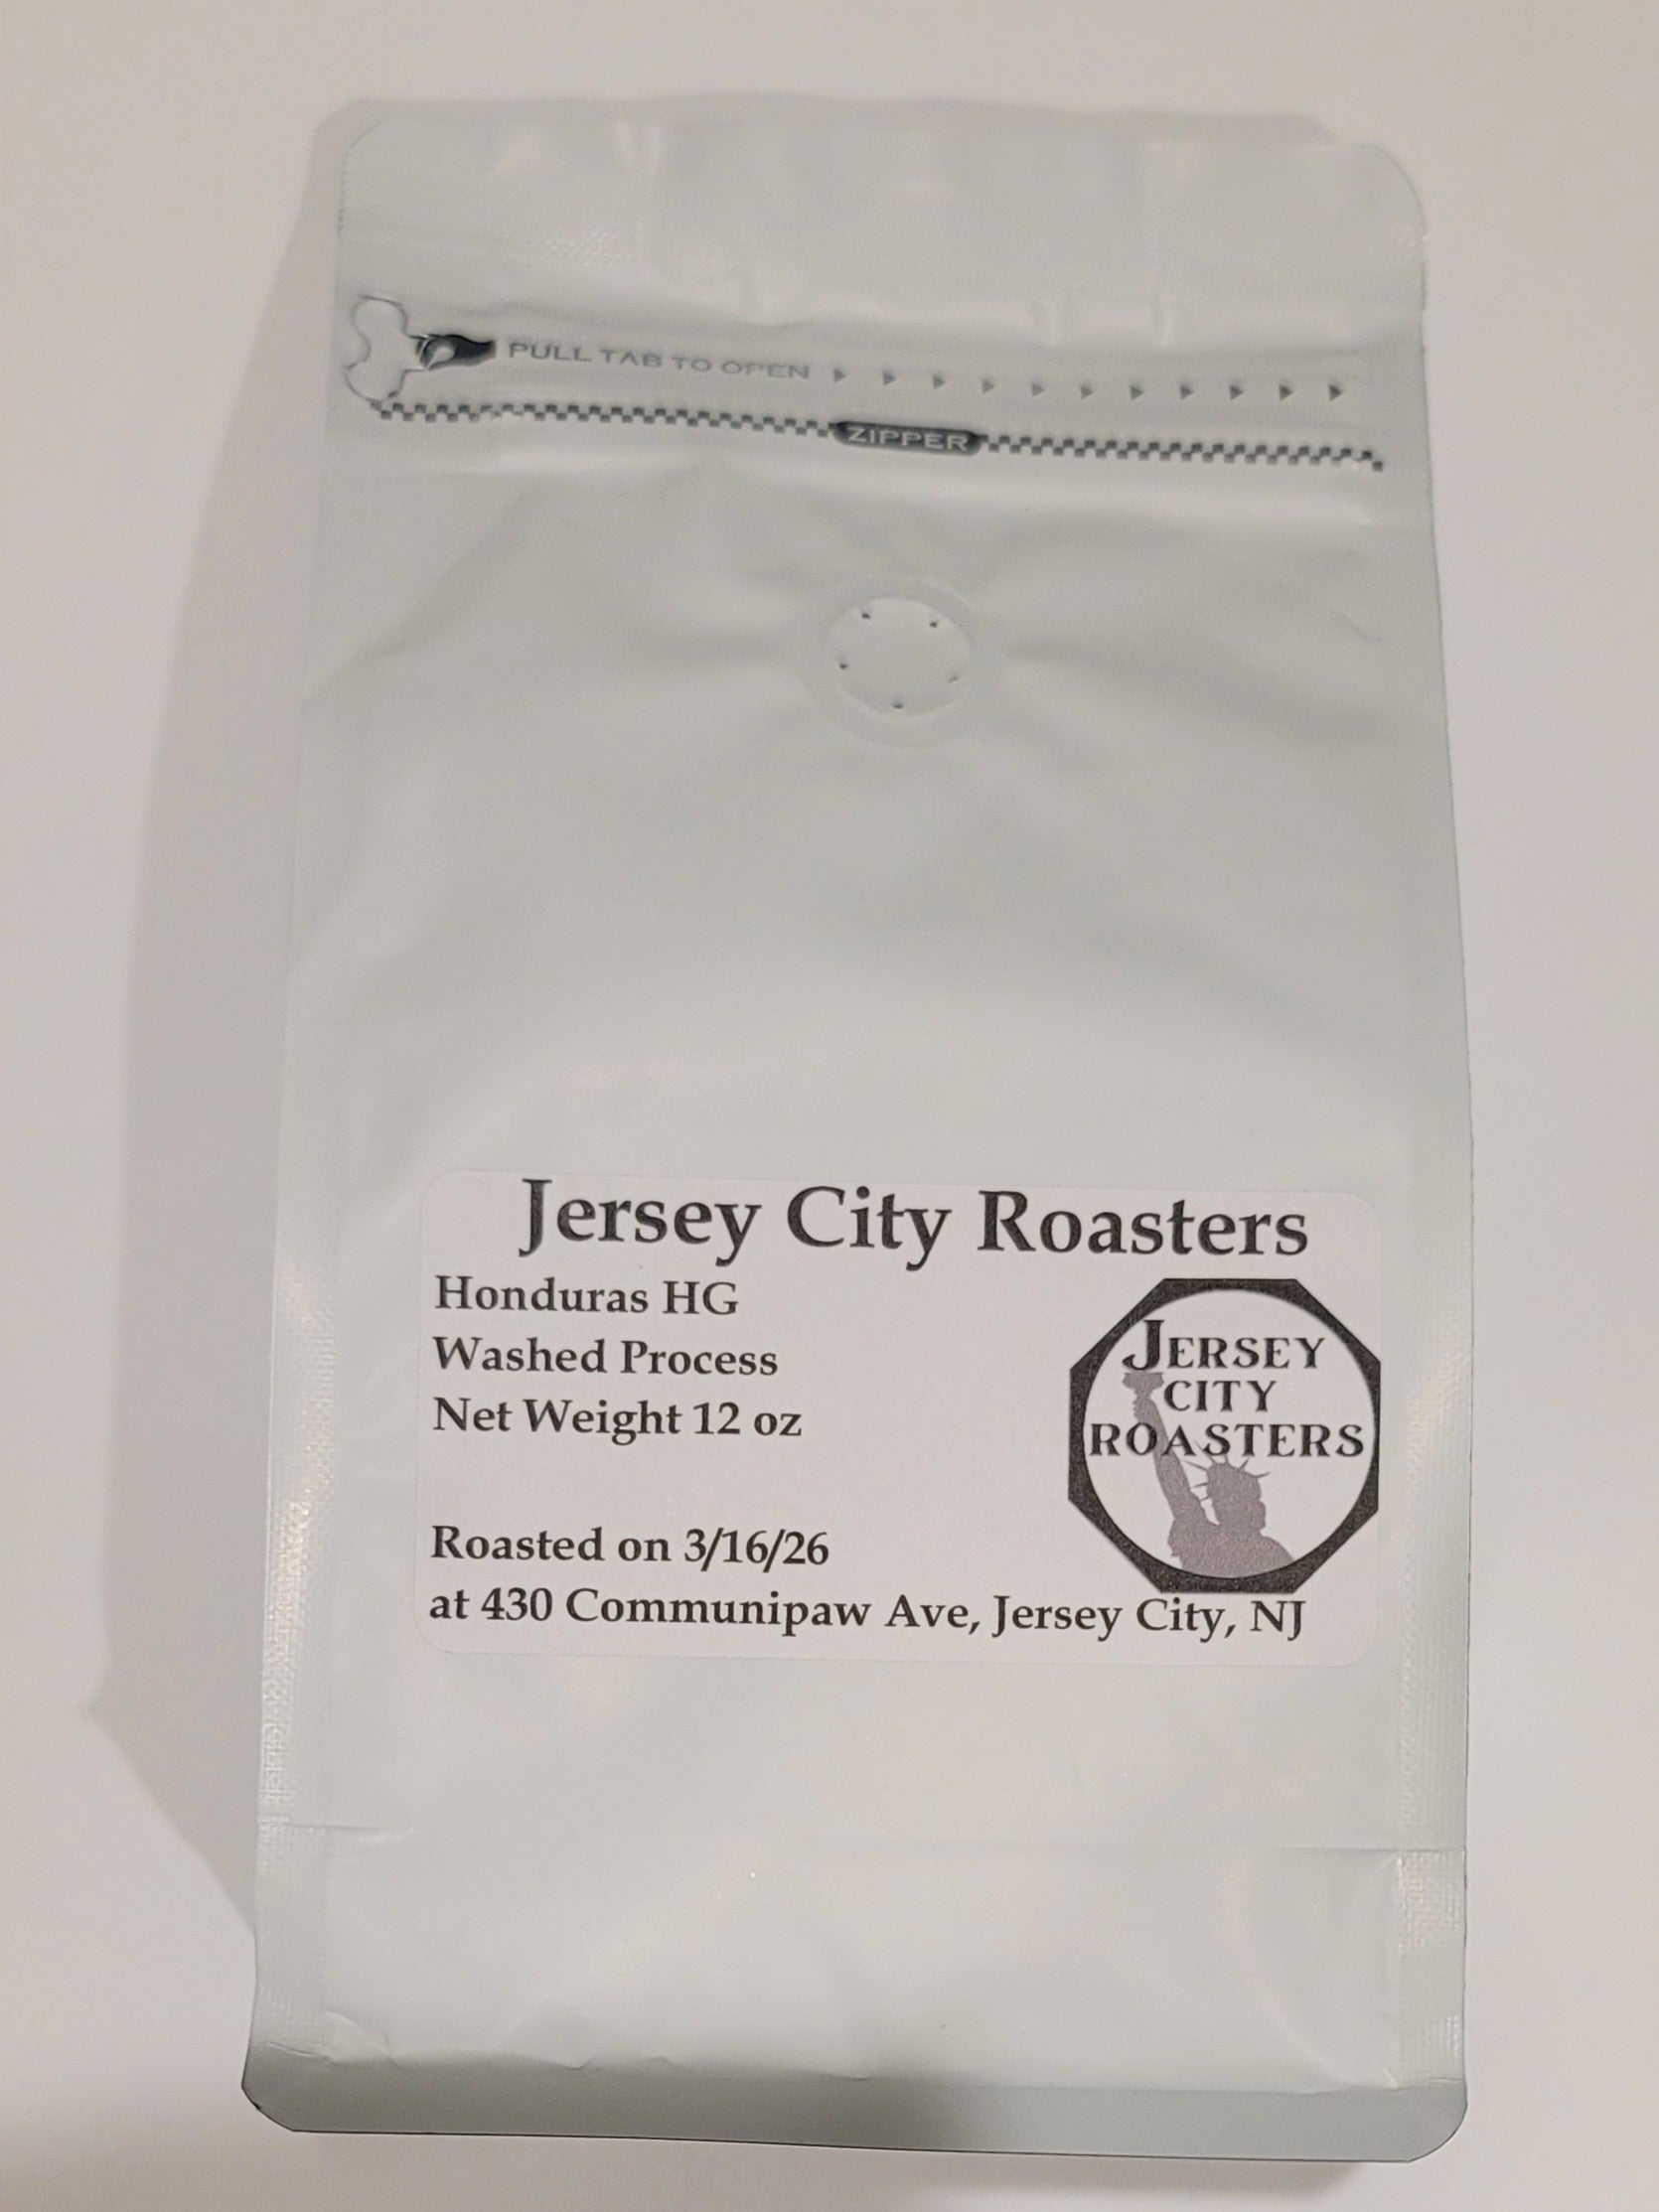 PULL TAB TO OPEN
ZIPPER
Jersey City Roasters
Honduras HG
Washed Process
Net Weight 12 oz
JERSEY
CITY
ROASTERS
Roasted on 3/16/26
at 430 Communipaw Ave, Jersey City, NJ